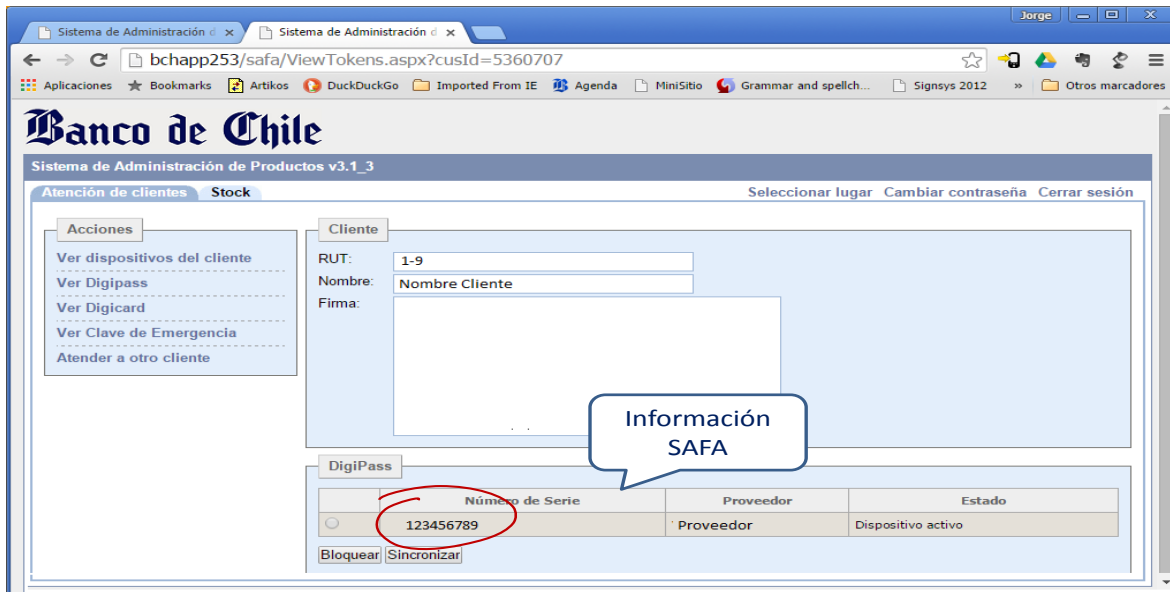 Jorge
Sistema de Administración d
Sistema de Administración d
bchapp253/safa/ViewTokens.aspx?cusId=5360707
Aplicaciones Bookmarks Artikos DuckDuckGo Imported From IE Agenda MiniSitio Grammar and spellch... Signsys 2012 » Otros marcadores
Banco de Chile
Sistema de Administración de Productos v3.1_3
Atención de clientes Stock Seleccionar lugar Cambiar contraseña Cerrar sesión
Acciones
Ver dispositivos del cliente
Ver Digipass
Ver Digicard
Ver Clave de Emergencia
Atender a otro cliente
Cliente
RUT: 1-9
Nombre: Nombre Cliente
Firma:
Información
SAFA
DigiPass
Número de Serie Proveedor Estado
123456789 Proveedor Dispositivo activo
Bloquear Sincronizar